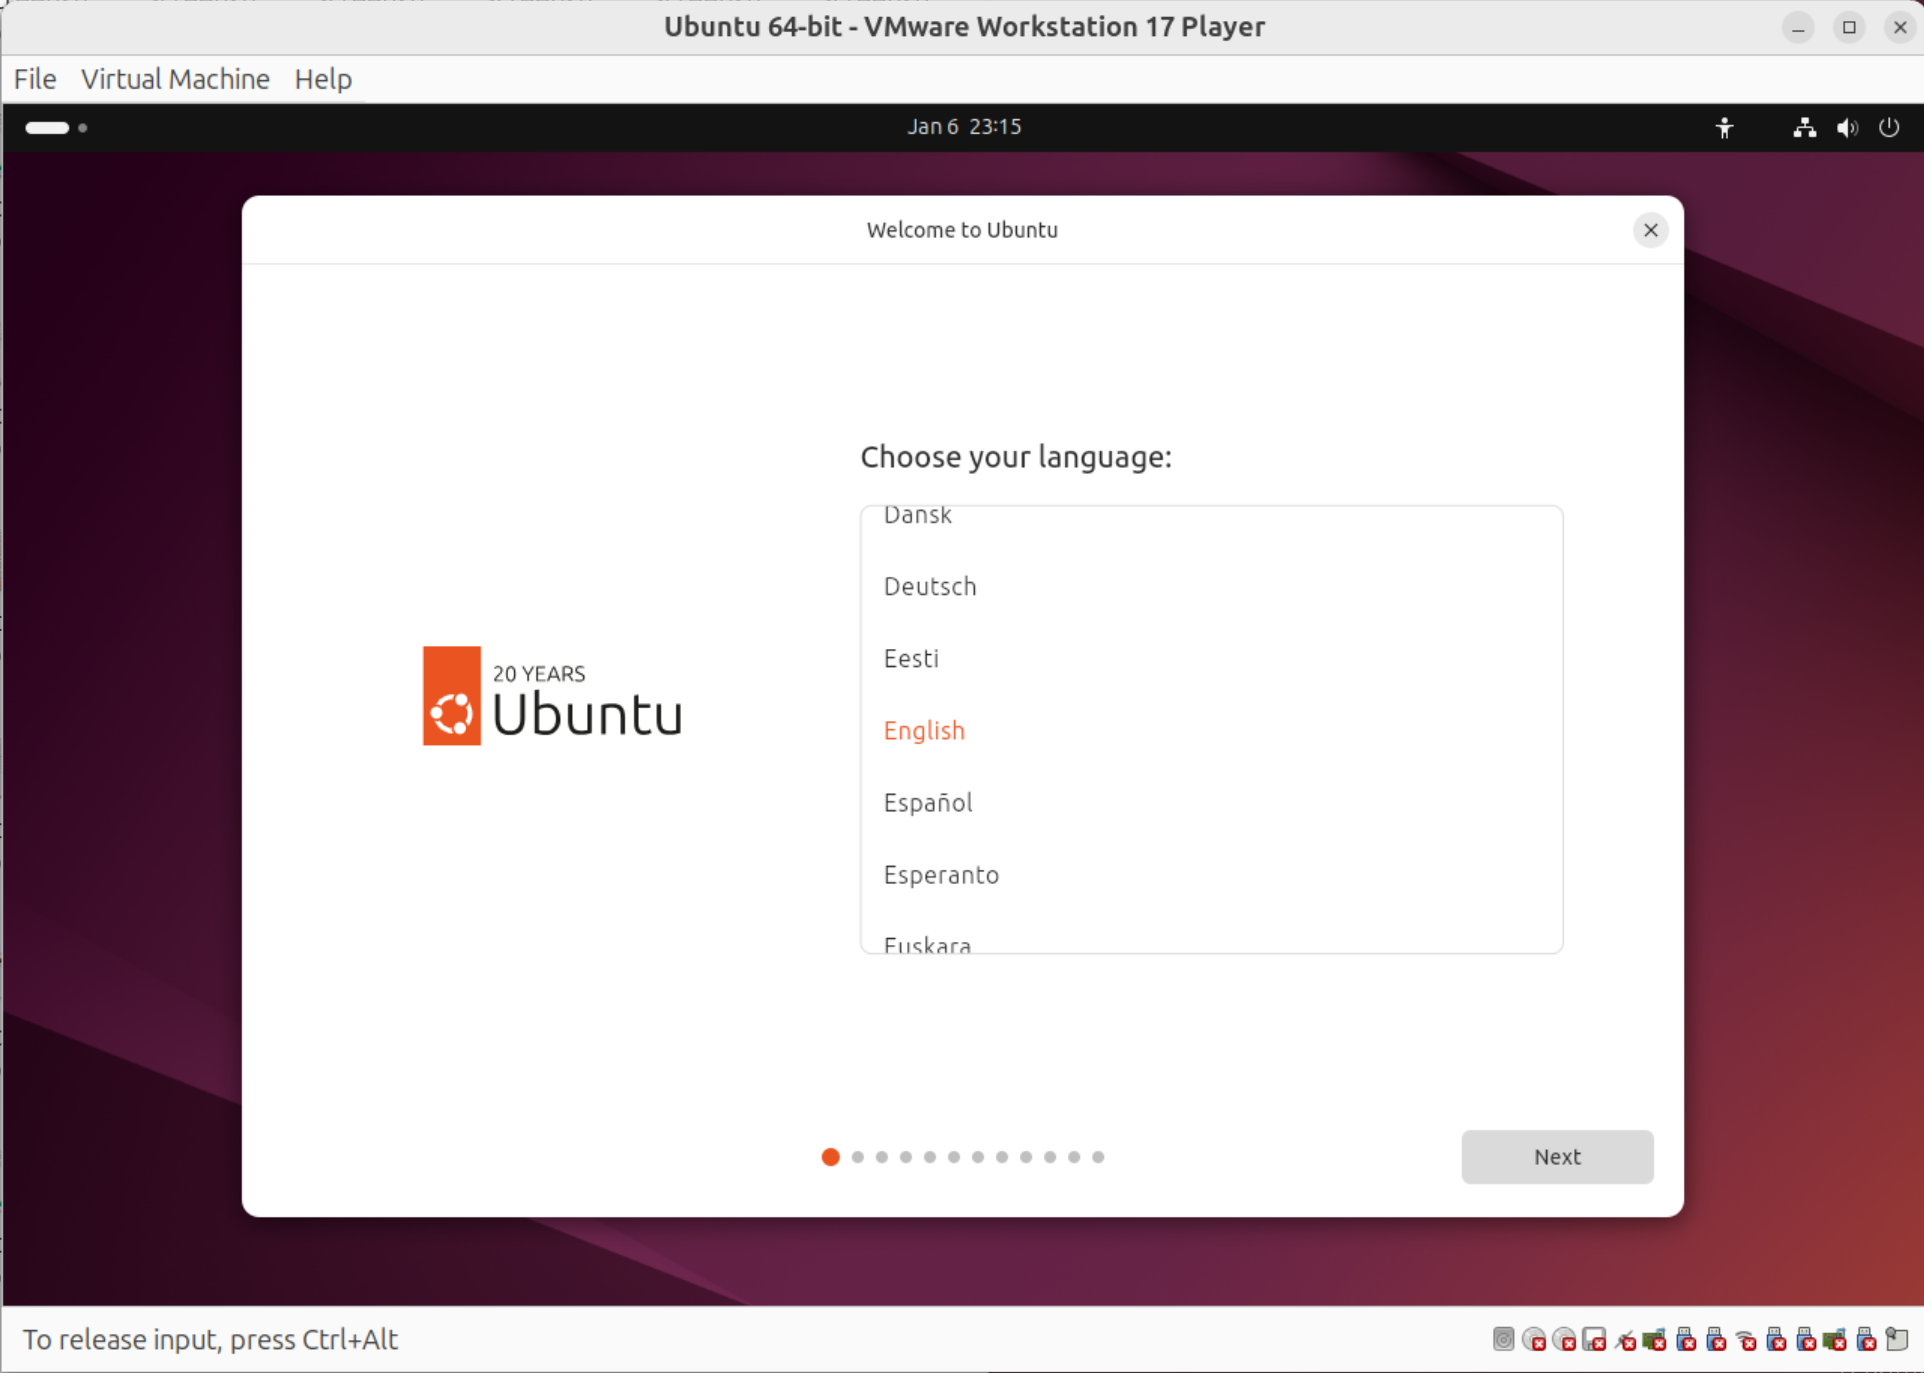 Ubuntu 64-bit - VMware Workstation 17 Player
File Virtual Machine Help
Jan 6 23:15
Welcome to Ubuntu
Choose your language:
Dansk
Deutsch
Eesti
English
Español
Esperanto
Euskara
20 YEARS
Ubuntu
Next
To release input, press Ctrl+Alt